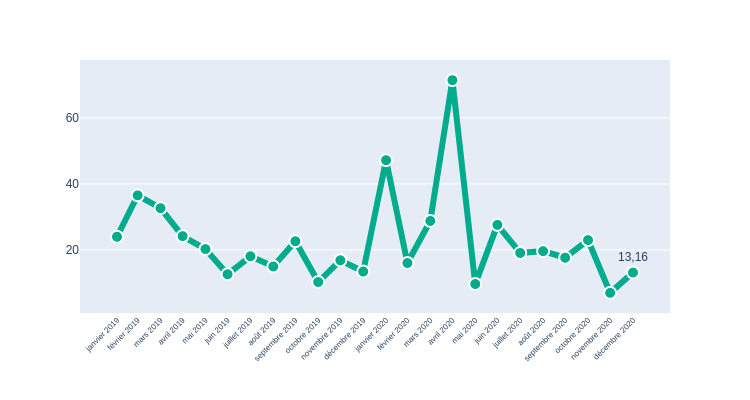 60
40
20
13,16
janvier 2019
février 2019
mars 2019
avril 2019
mai 2019
juin 2019
juillet 2019
août 2019
septembre 2019
octobre 2019
novembre 2019
décembre 2019
janvier 2020
février 2020
mars 2020
avril 2020
mai 2020
juin 2020
juillet 2020
août 2020
septembre 2020
octobre 2020
novembre 2020
décembre 2020